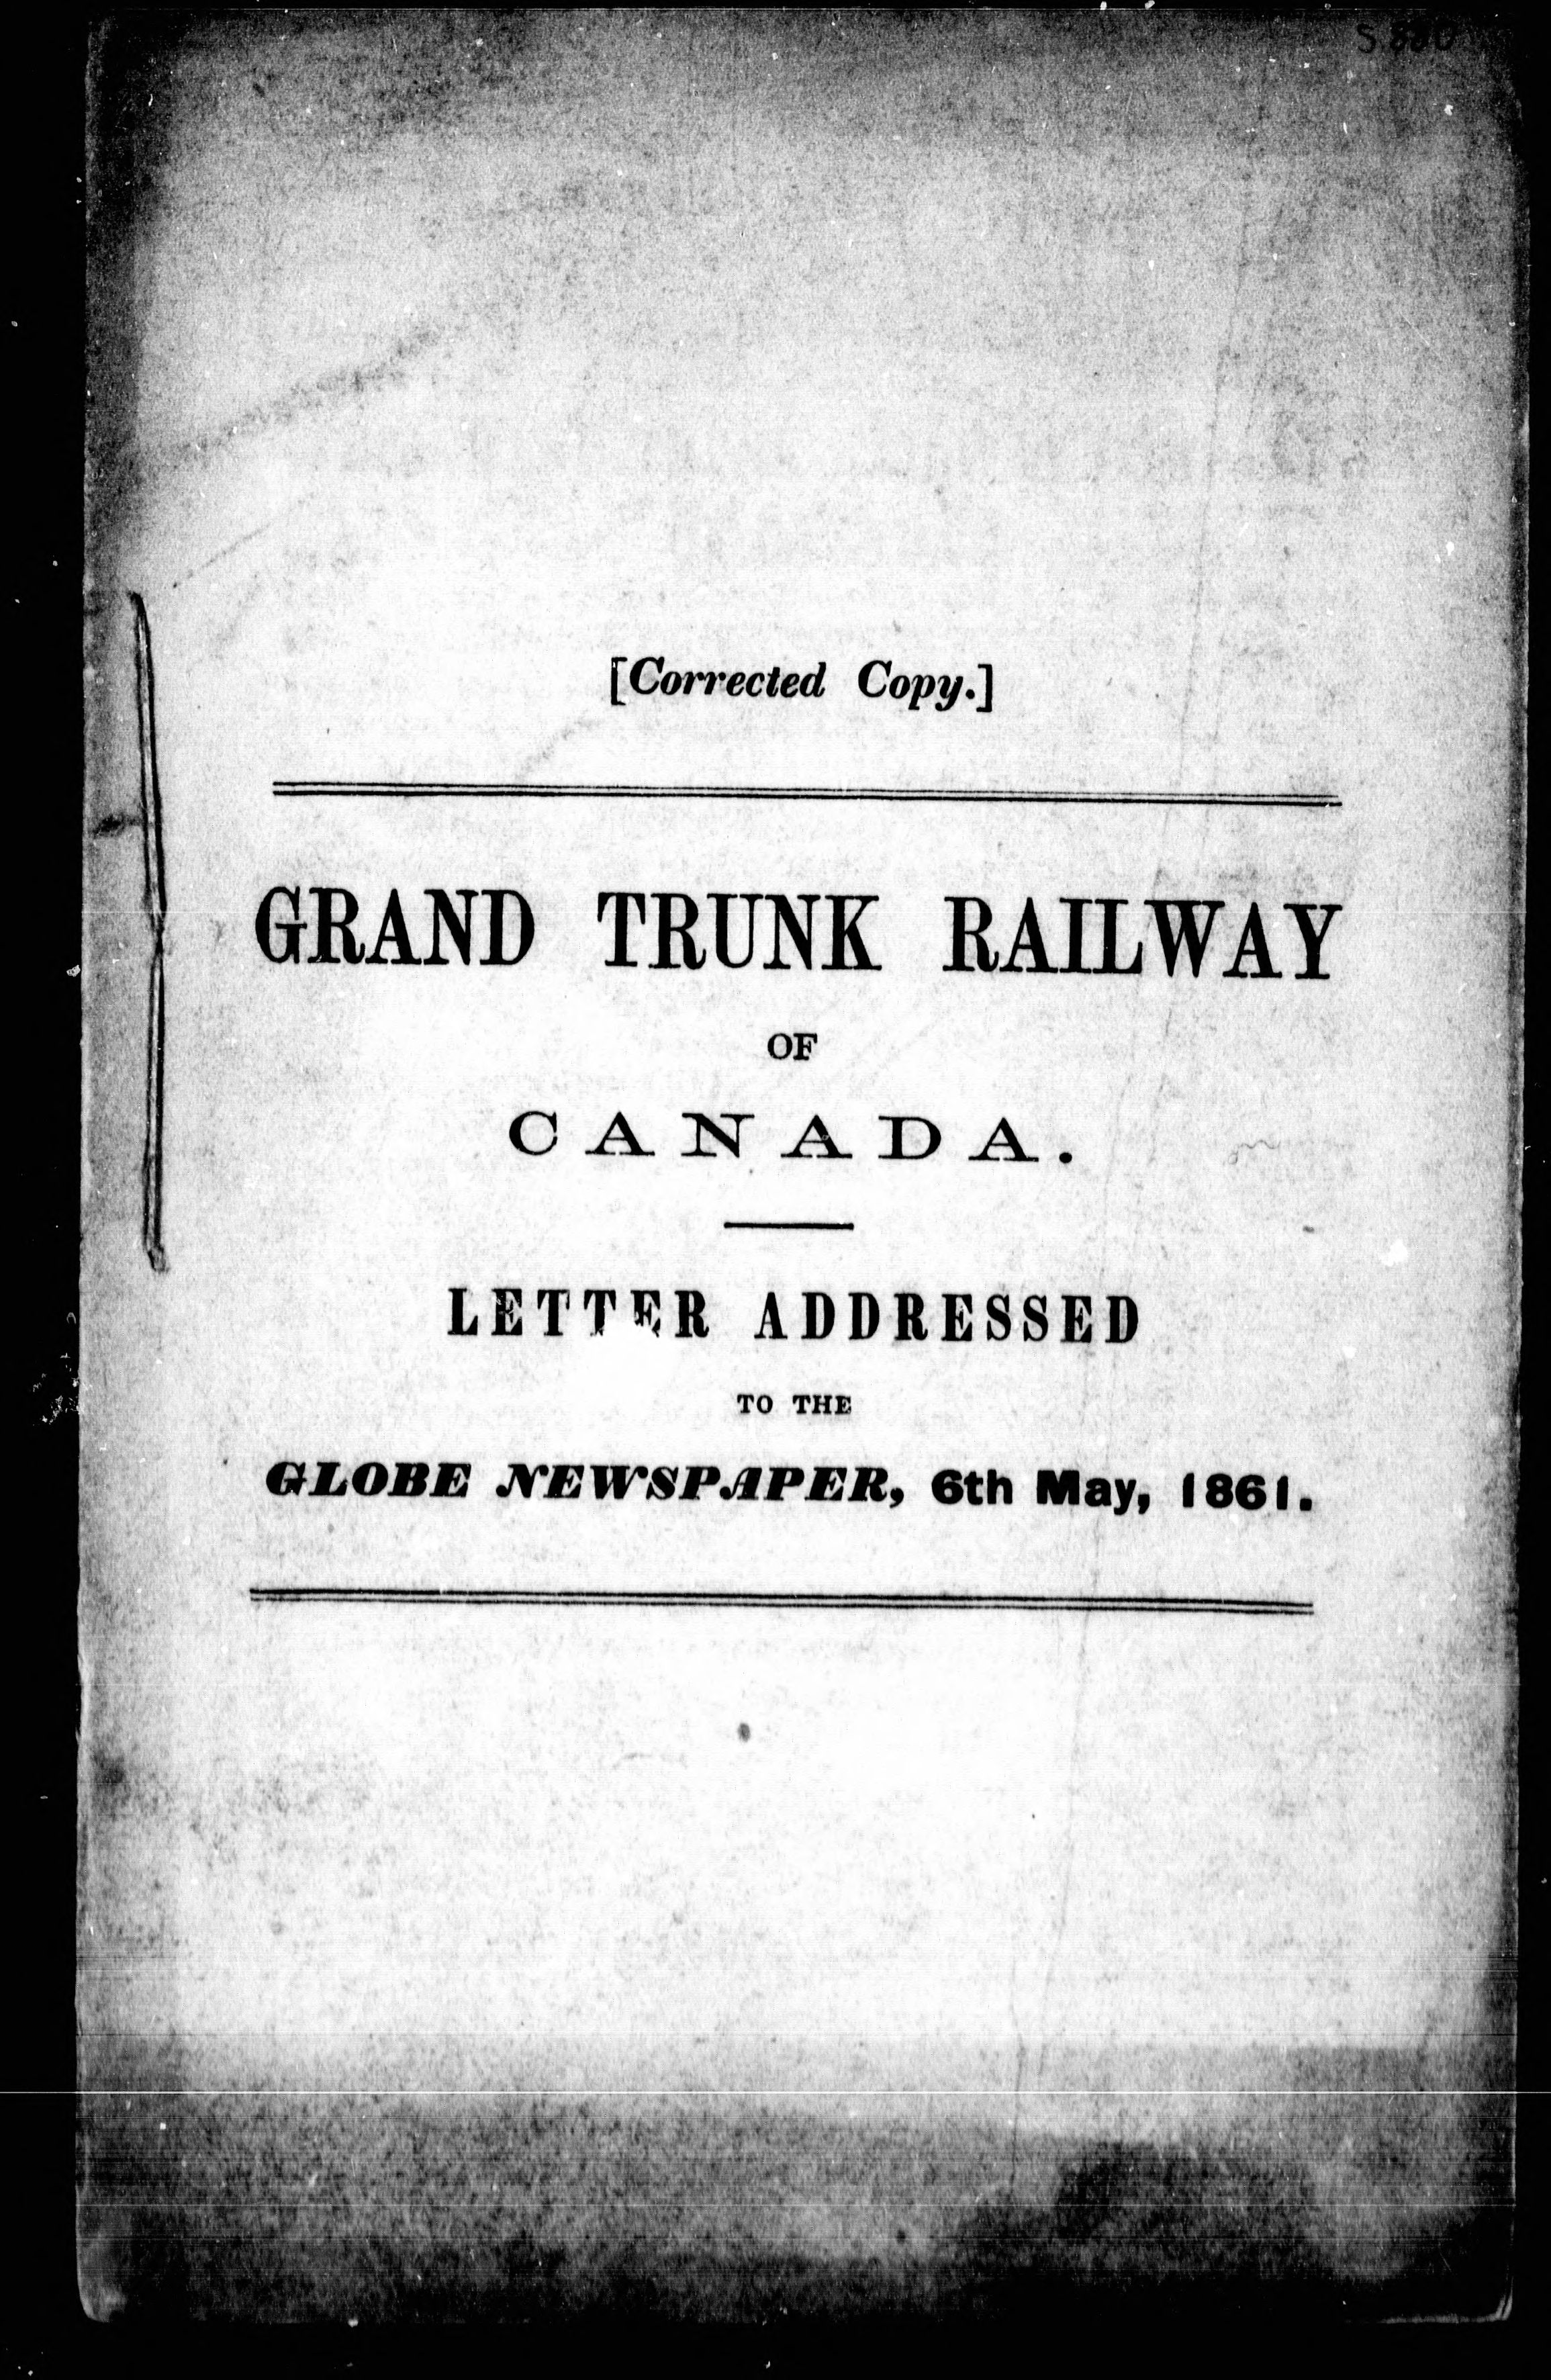 [Corrected Copy.]
GRAND TRUNK RAILWAY
OF
CANADA.
LETTER ADDRESSED
TO THE
GLOBE NEWSPAPER, 6th May, 1861.